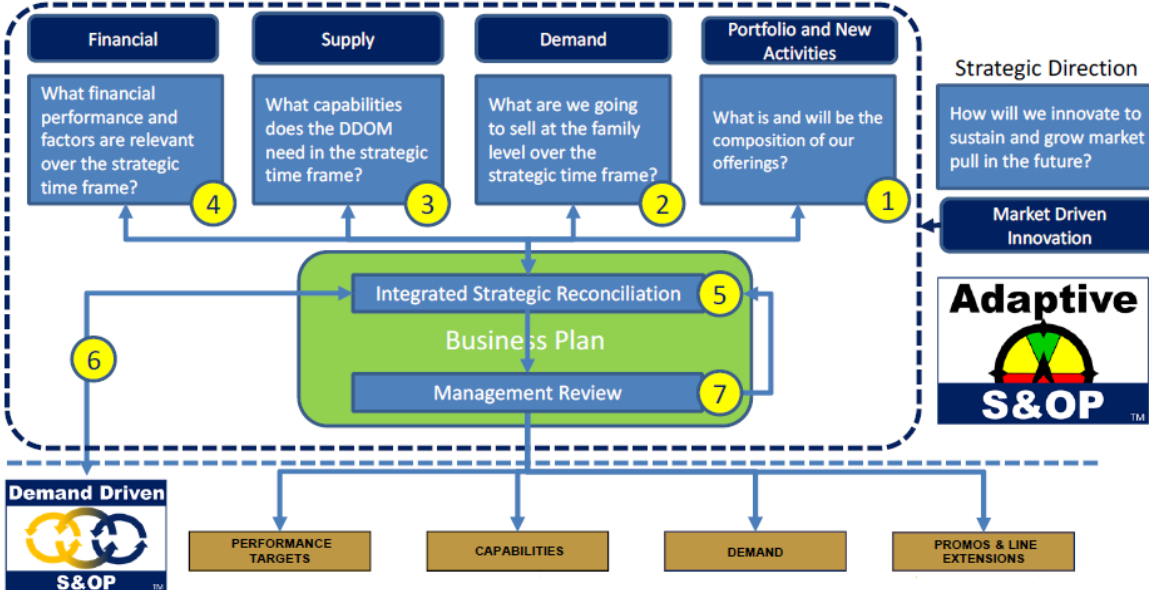 Financial
Supply
Demand
Portfolio and New
Activities
What financial
performance and
factors are relevant
over the strategic
time frame?
4
What capabilities
does the DDOM
need in the strategic
time frame?
3
What are we going
to sell at the family
level over the
strategic time frame?
2
What is and will be the
composition of our
offerings?
1
Strategic Direction
How will we innovate to
sustain and grow market
pull in the future?
Market Driven
Innovation
Integrated Strategic Reconciliation
5
Business Plan
6
Management Review
7
Adaptive
S&OP
TM
Demand Driven
S&OP
TM
PERFORMANCE
TARGETS
CAPABILITIES
DEMAND
PROMOS & LINE
EXTENSIONS